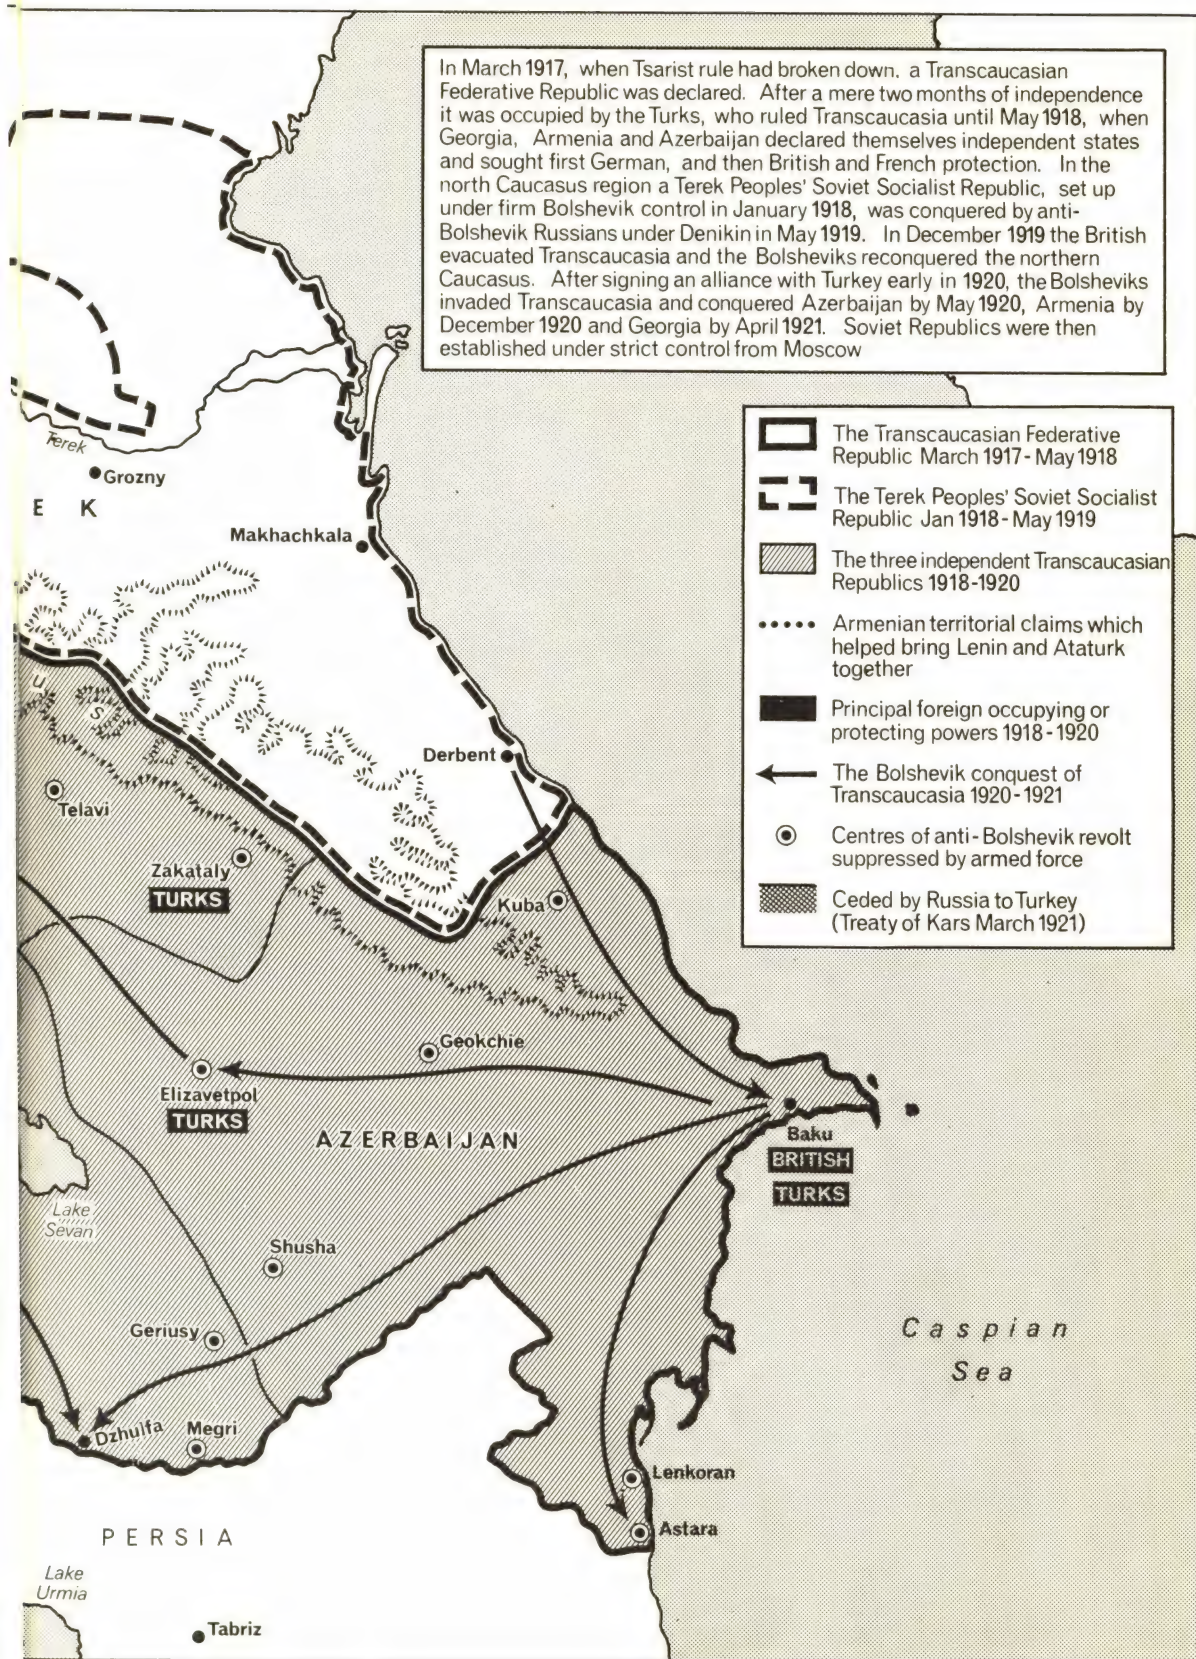 In March 1917, when Tsarist rule had broken down. a Transcaucasian
Federative Republic was declared. After a mere two months of independence
it was occupied by the Turks, who ruled Transcaucasia until May 1918, when
Georgia, Armenia and Azerbaijan declared themselves independent states
and sought first German, and then British and French protection. In the
north Caucasus region a Terek Peoples' Soviet Socialist Republic, set up
under firm Bolshevik control in January 1918, was conquered by anti-
Bolshevik Russians under Denikin in May 1919. In December 1919 the British
evacuated Transcaucasia and the Bolsheviks reconquered the northern
Caucasus. After signing an alliance with Turkey early in 1920, the Bolsheviks
invaded Transcaucasia and conquered Azerbaijan by May 1920, Armenia by
December 1920 and Georgia by April 1921. Soviet Republics were then
established under strict control from Moscow
The Transcaucasian Federative
Republic March 1917 - May 1918
The Terek Peoples' Soviet Socialist
Republic Jan 1918 - May 1919
The three independent Transcaucasian
Republics 1918-1920
Armenian territorial claims which
helped bring Lenin and Ataturk
together
Principal foreign occupying or
protecting powers 1918 - 1920
The Bolshevik conquest of
Transcaucasia 1920-1921
Centres of anti-Bolshevik revolt
suppressed by armed force
Ceded by Russia to Turkey
(Treaty of Kars March 1921)
Terek
Grozny
E K
Makhachkala
U
S
Derbent
Telavi
Zakataly
TURKS
Kuba
Geokchie
Elizavetpol
TURKS
AZERBAIJAN
Baku
BRITISH
TURKS
Lake
Sevan
Shusha
Geriusy
Caspian
Sea
Dzhulfa
Megri
Lenkoran
Astara
PERSIA
Lake
Urmia
Tabriz